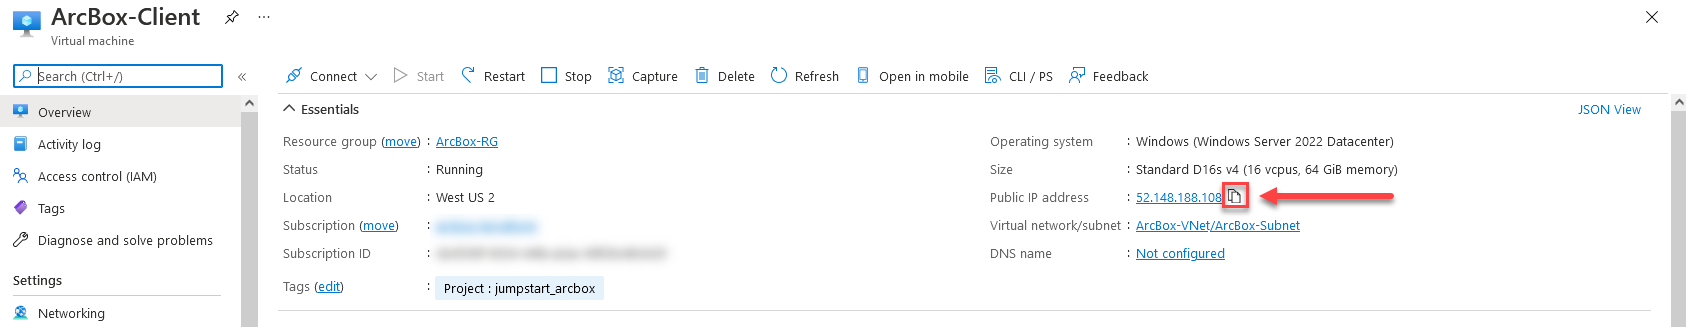 ArcBox-Client
Virtual machine
Search (Ctrl+/)
Connect Start Restart Stop Capture Delete Refresh Open in mobile CLI / PS Feedback
Overview
Activity log
Access control (IAM)
Tags
Diagnose and solve problems
Settings
Networking
Essentials
JSON View
Resource group (move) : ArcBox-RG
Status : Running
Location : West US 2
Subscription (move) :
Subscription ID :
Tags (edit) : Project : jumpstart_arcbox
Operating system : Windows (Windows Server 2022 Datacenter)
Size : Standard D16s v4 (16 vcpus, 64 GiB memory)
Public IP address : 52.148.188.108
Virtual network/subnet : ArcBox-VNet/ArcBox-Subnet
DNS name : Not configured